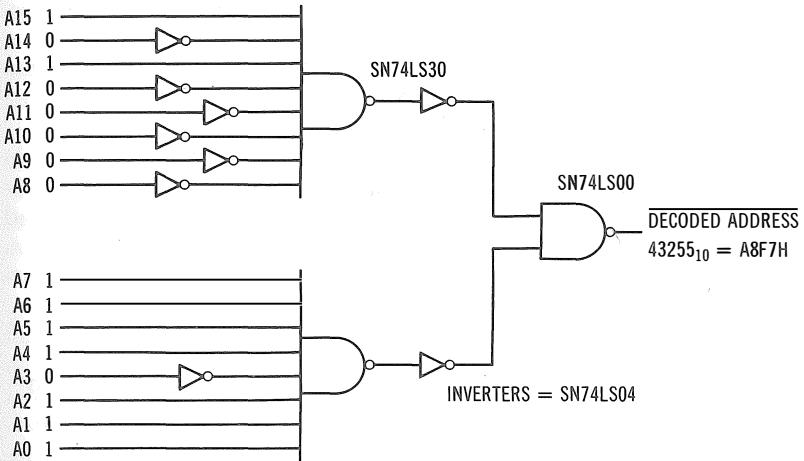 A15 1
A14 0
A13 1
A12 0
A11 0
A10 0
A9 0
A8 0
SN74LS30
SN74LS00
DECODED ADDRESS
43255₁₀ = A8F7H
A7 1
A6 1
A5 1
A4 1
A3 0
A2 1
A1 1
A0 1
INVERTERS = SN74LS04